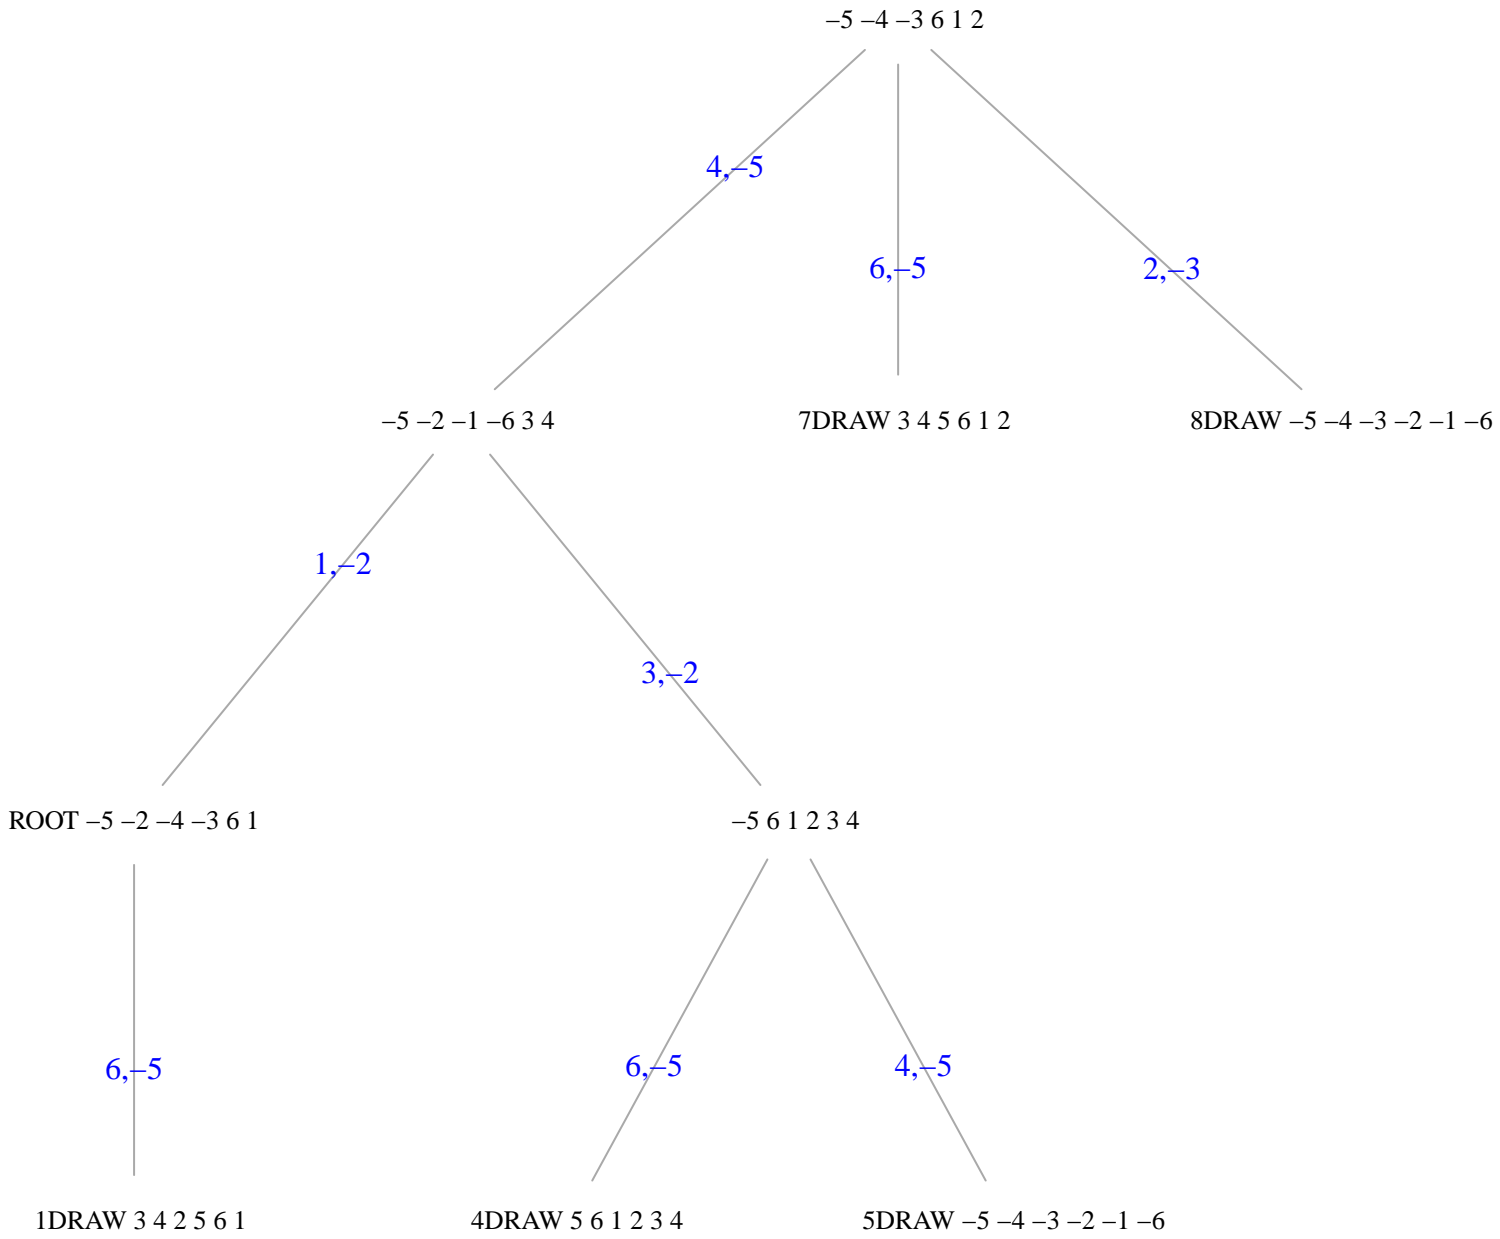 –5 –4 –3 6 1 2
4,–5
6,–5
2,–3
–5 –2 –1 –6 3 4
7DRAW 3 4 5 6 1 2
8DRAW –5 –4 –3 –2 –1 –6
1,–2
3,–2
ROOT –5 –2 –4 –3 6 1
–5 6 1 2 3 4
6,–5
6,–5
4,–5
1DRAW 3 4 2 5 6 1
4DRAW 5 6 1 2 3 4
5DRAW –5 –4 –3 –2 –1 –6